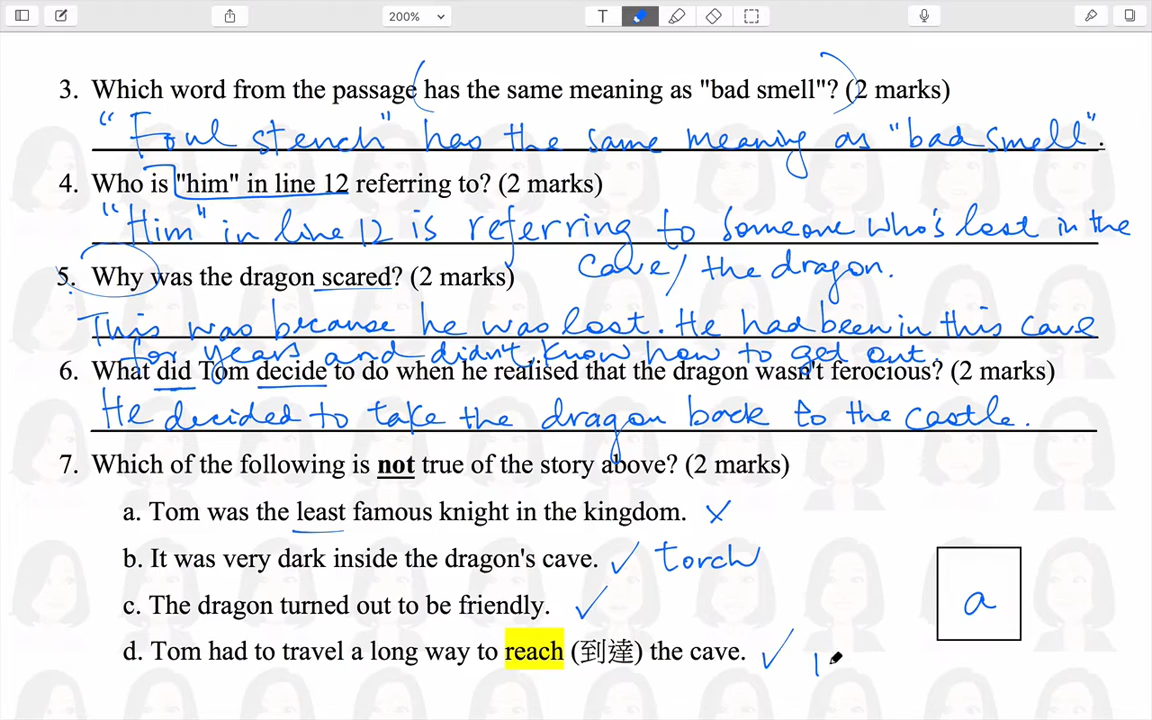 200%
T
3. Which word from the passage has the same meaning as "bad smell"? (2 marks)
"Foul stench" has the same meaning as "bad smell".
4. Who is "him" in line 12 referring to? (2 marks)
"Him" in line 12 is referring to someone who's lost in the
cave / the dragon.
5. Why was the dragon scared? (2 marks)
This was because he was lost. He had been in this cave
for years and didn't know how to get out.
6. What did Tom decide to do when he realised that the dragon wasn't ferocious? (2 marks)
He decided to take the dragon back to the castle.
7. Which of the following is not true of the story above? (2 marks)
a. Tom was the least famous knight in the kingdom. ×
b. It was very dark inside the dragon's cave. ✓ torch
c. The dragon turned out to be friendly. ✓
a
d. Tom had to travel a long way to reach (到達) the cave. ✓